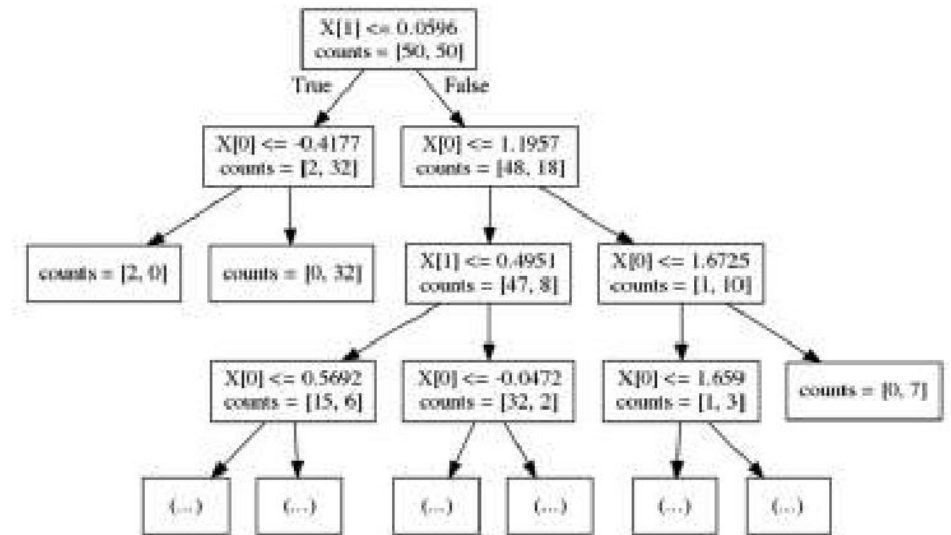 X[1] <= 0.0596
counts = [50, 50]
True
False
X[0] <= -0.4177
counts = [2, 32]
X[0] <= 1.1957
counts = [48, 18]
counts = [2, 0]
counts = [0, 32]
X[1] <= 0.4951
counts = [47, 8]
X[0] <= 1.6725
counts = [1, 10]
X[0] <= 0.5692
counts = [15, 6]
X[0] <= -0.0472
counts = [32, 2]
X[0] <= 1.659
counts = [1, 3]
counts = [0, 7]
(...)
(...)
(...)
(...)
(...)
(...)